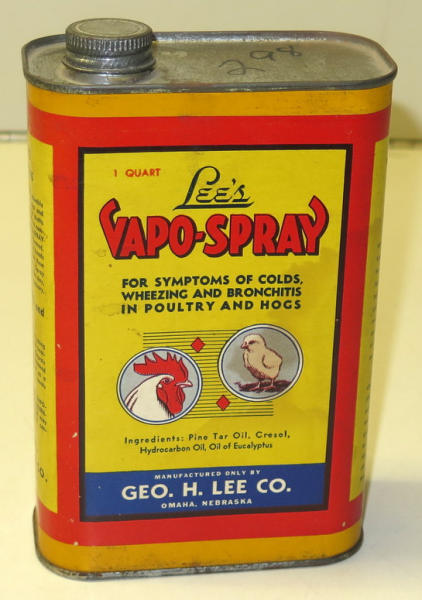 298
1 QUART
Lee's
VAPO-SPRAY
FOR SYMPTOMS OF COLDS,
WHEEZING AND BRONCHITIS
IN POULTRY AND HOGS
Ingredients: Pine Tar Oil, Cresol,
Hydrocarbon Oil, Oil of Eucalyptus
MANUFACTURED ONLY BY
GEO. H. LEE CO.
OMAHA, NEBRASKA